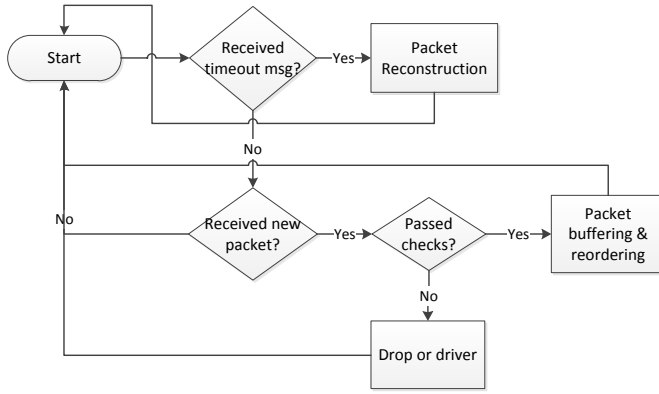 Start
Received
timeout msg?
Yes
Packet
Reconstruction
No
Received new
packet?
Yes
Passed
checks?
Yes
Packet
buffering &
reordering
No
No
Drop or driver